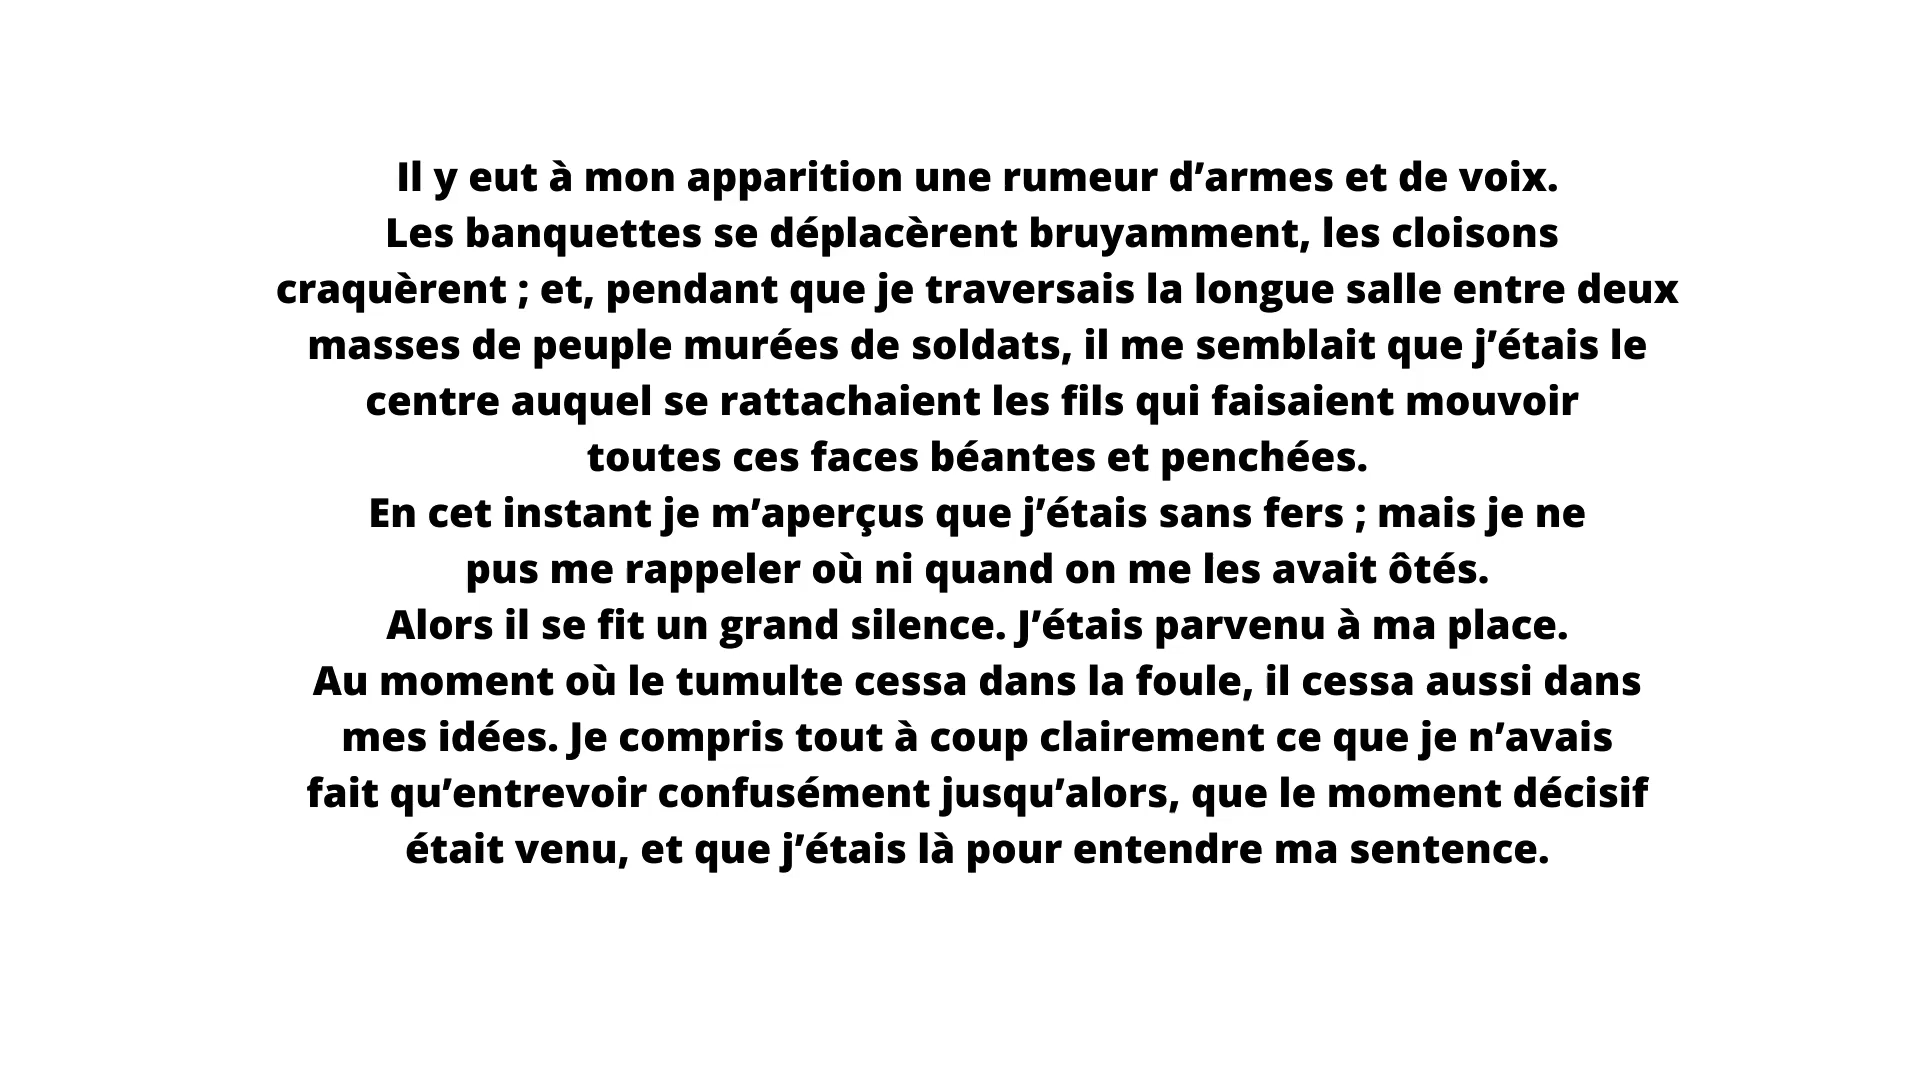 Il y eut à mon apparition une rumeur d’armes et de voix.
Les banquettes se déplacèrent bruyamment, les cloisons
craquèrent ; et, pendant que je traversais la longue salle entre deux
masses de peuple murées de soldats, il me semblait que j’étais le
centre auquel se rattachaient les fils qui faisaient mouvoir
toutes ces faces béantes et penchées.
En cet instant je m’aperçus que j’étais sans fers ; mais je ne
pus me rappeler où ni quand on me les avait ôtés.
Alors il se fit un grand silence. J’étais parvenu à ma place.
Au moment où le tumulte cessa dans la foule, il cessa aussi dans
mes idées. Je compris tout à coup clairement ce que je n’avais
fait qu’entrevoir confusément jusqu’alors, que le moment décisif
était venu, et que j’étais là pour entendre ma sentence.